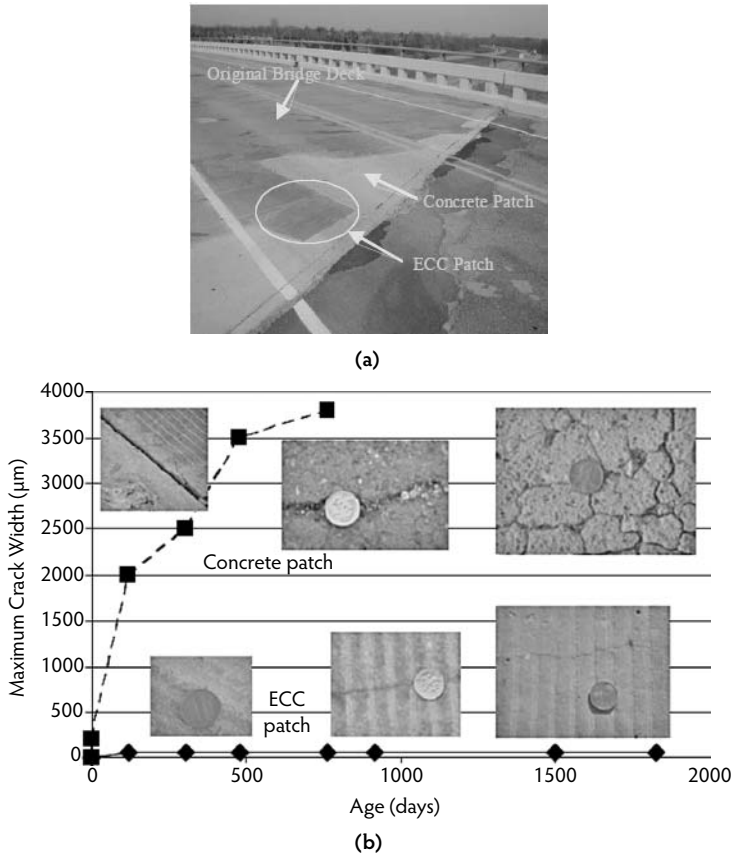 Original Bridge Deck
Concrete Patch
ECC Patch
(a)
4000
3500
3000
2500
2000
1500
1000
500
0
Maximum Crack Width (μm)
Concrete patch
ECC
patch
0
500
1000
1500
2000
Age (days)
(b)